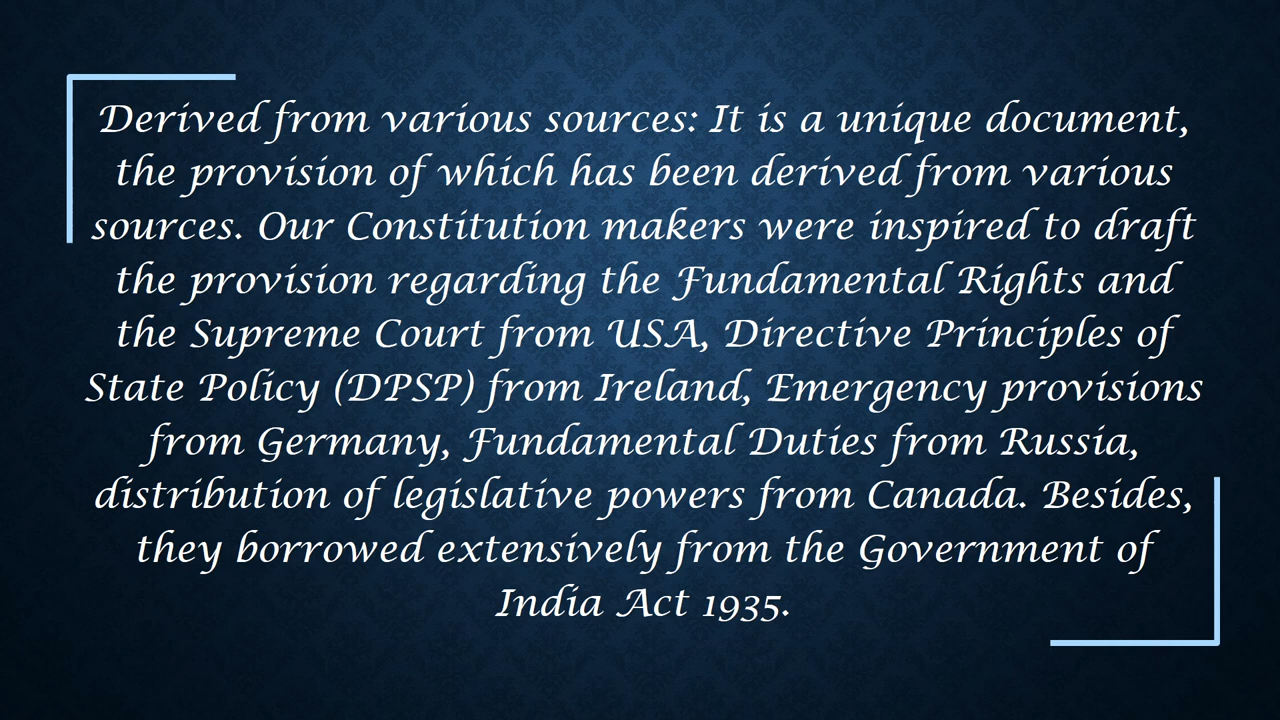 Derived from various sources: It is a unique document,
the provision of which has been derived from various
sources. Our Constitution makers were inspired to draft
the provision regarding the Fundamental Rights and
the Supreme Court from USA, Directive Principles of
State Policy (DPSP) from Ireland, Emergency provisions
from Germany, Fundamental Duties from Russia,
distribution of legislative powers from Canada. Besides,
they borrowed extensively from the Government of
India Act 1935.